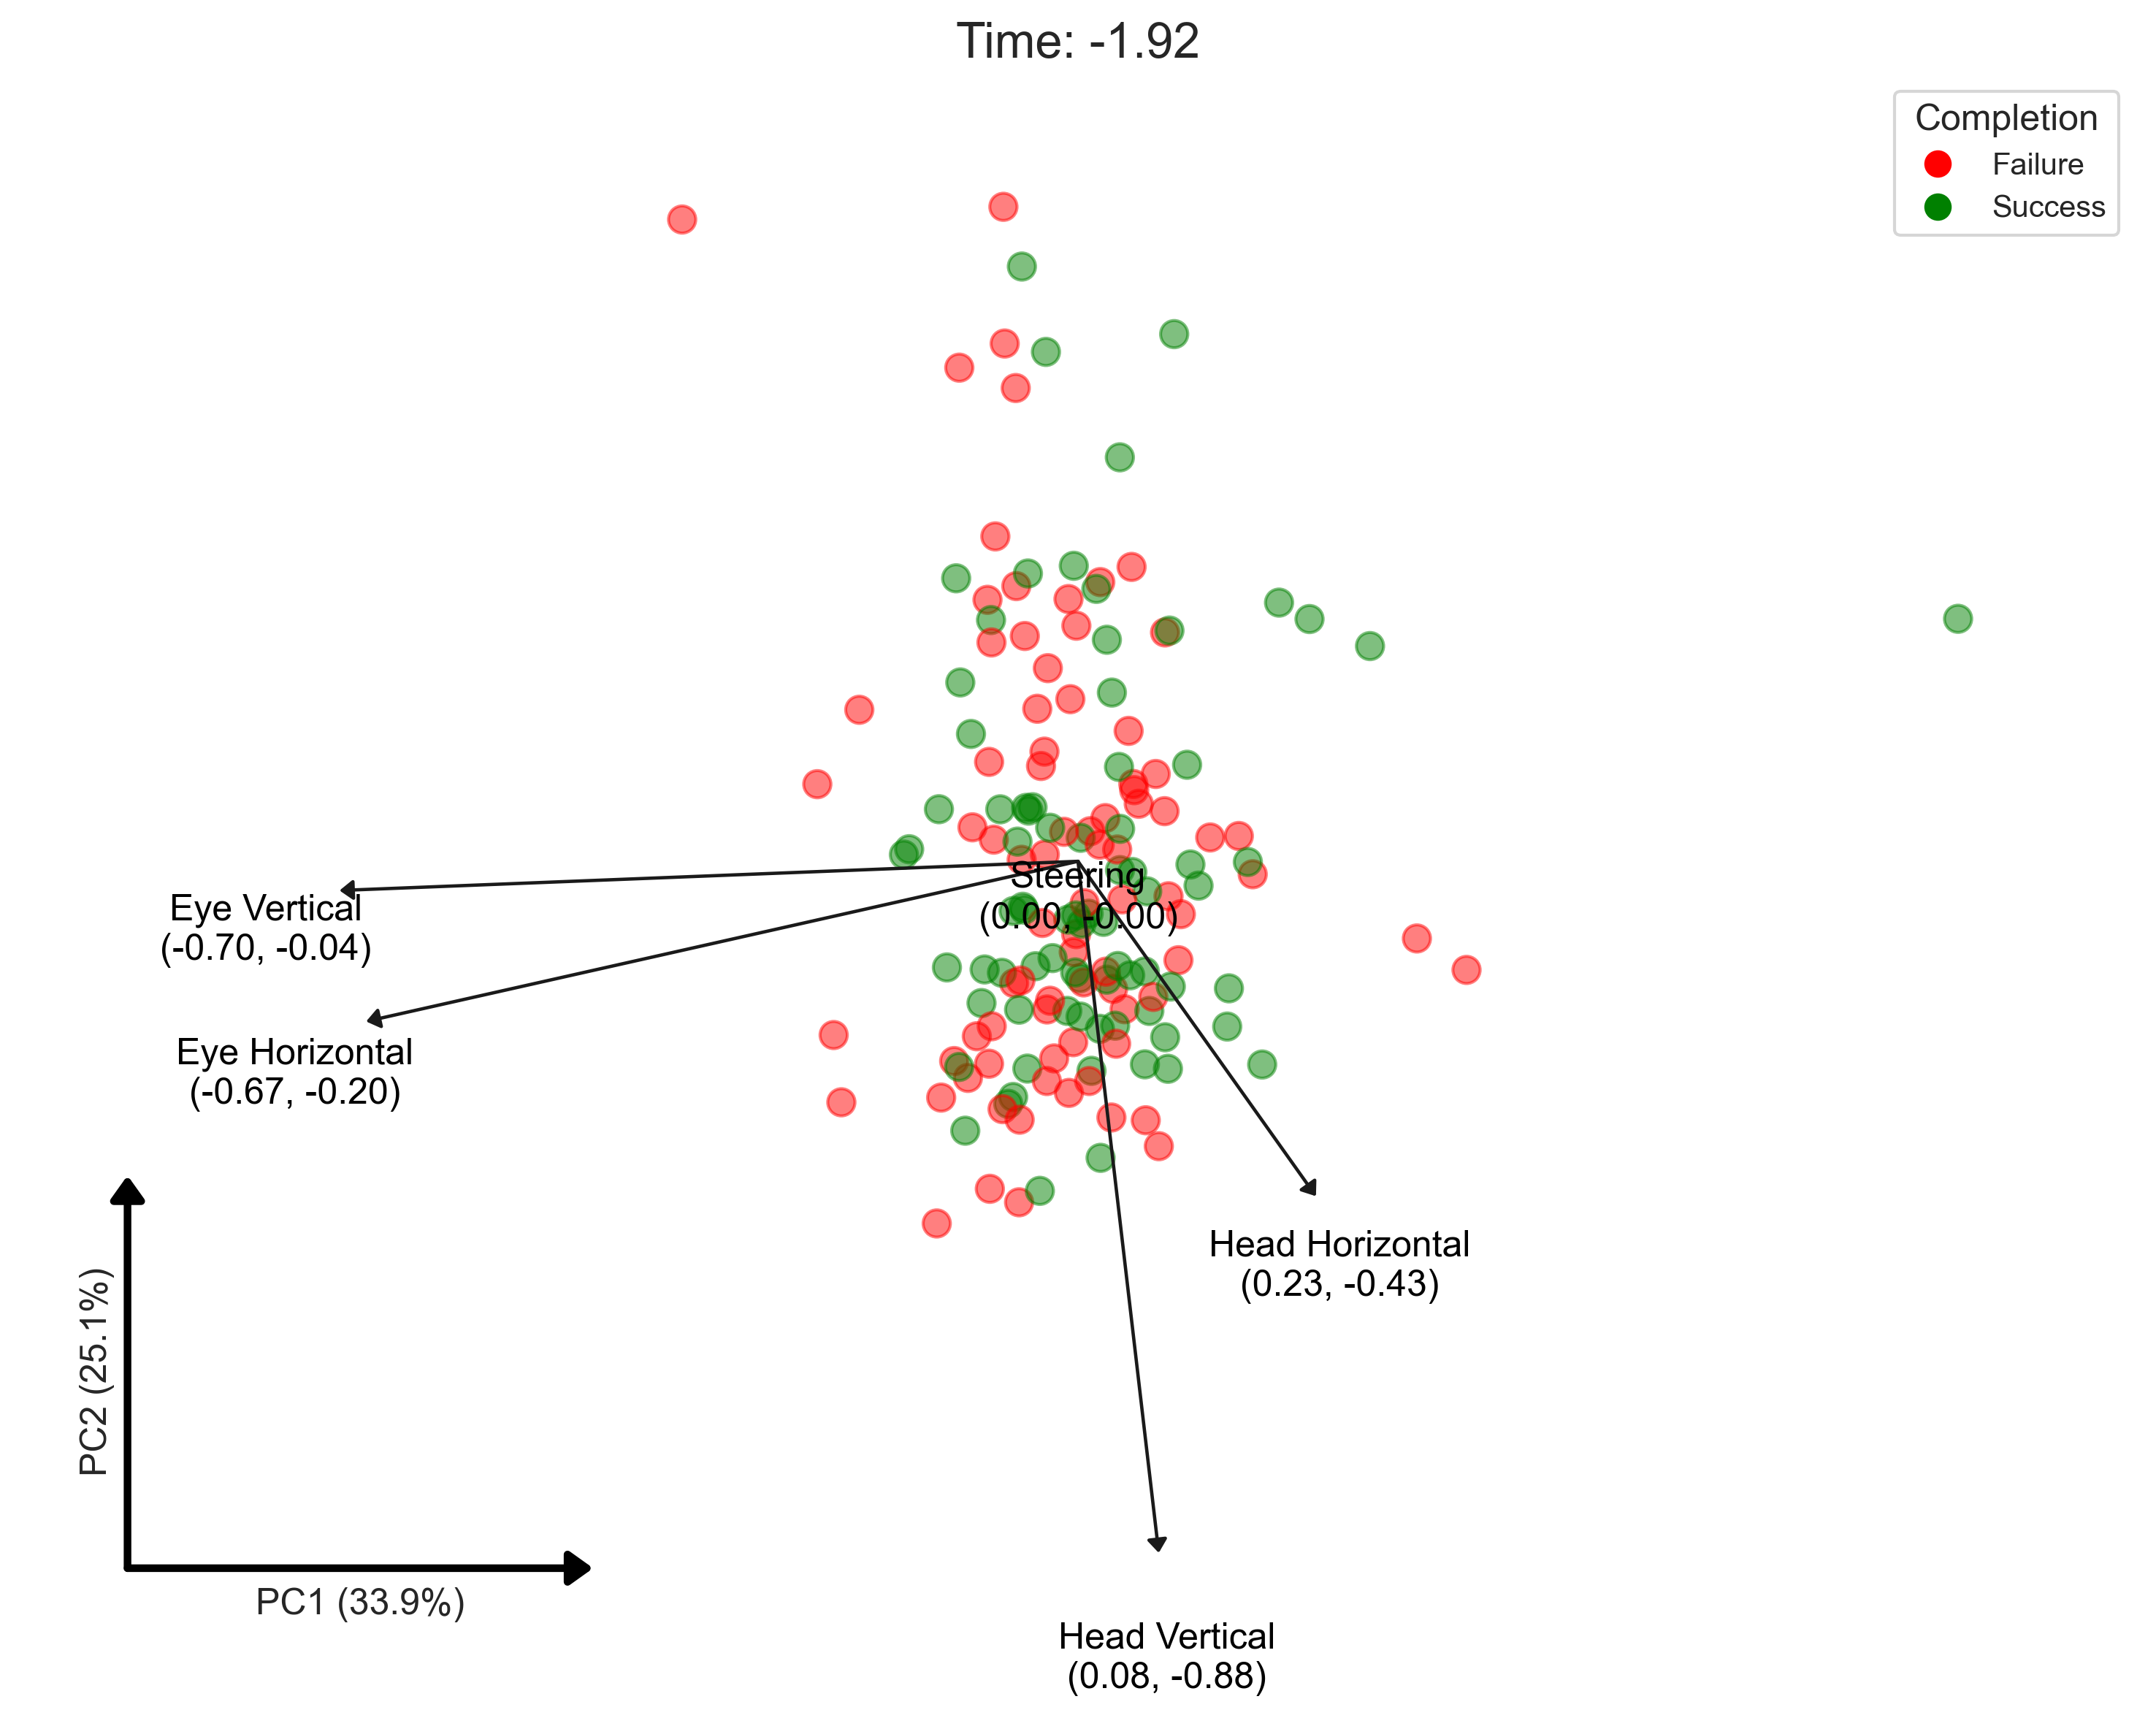 Time: -1.92
Completion
Failure
Success
Steering
(0.00, -0.00)
Eye Vertical
(-0.70, -0.04)
Eye Horizontal
(-0.67, -0.20)
Head Horizontal
(0.23, -0.43)
PC2 (25.1%)
PC1 (33.9%)
Head Vertical
(0.08, -0.88)